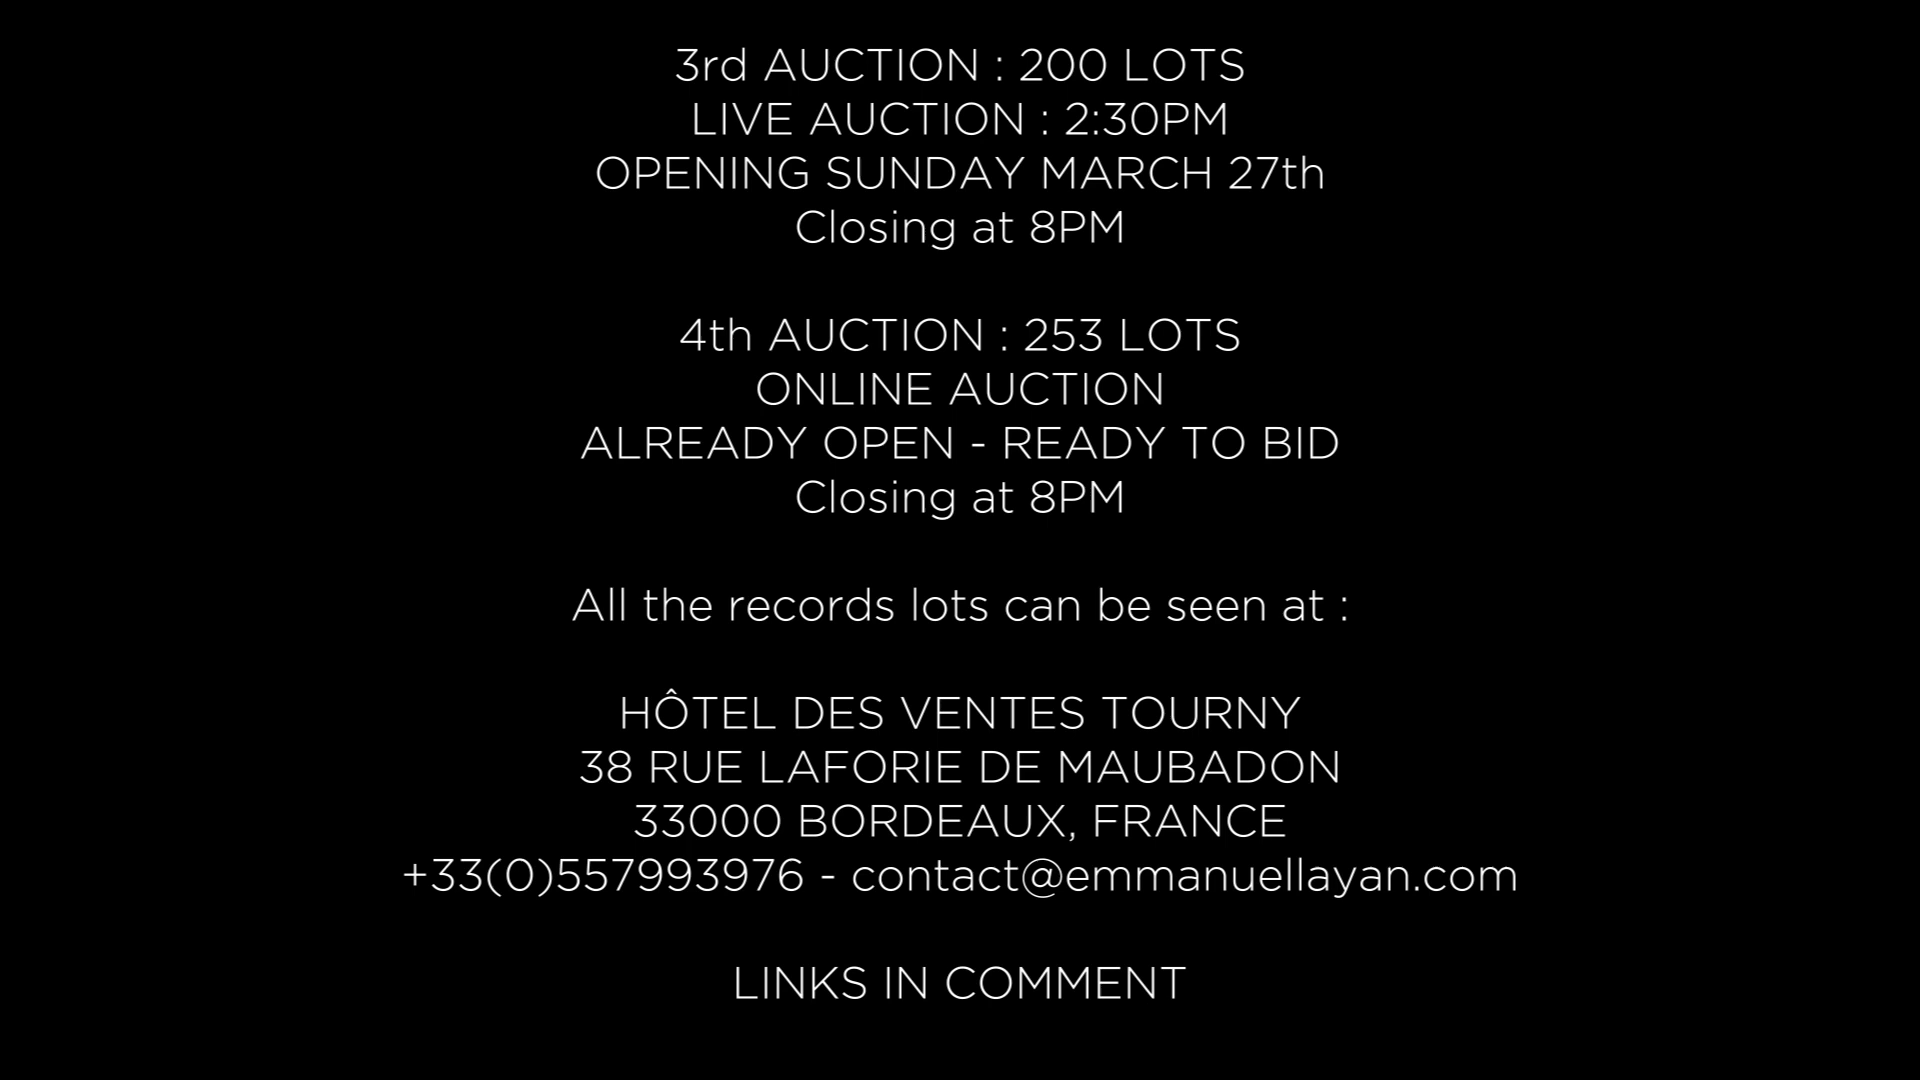 3rd AUCTION : 200 LOTS
LIVE AUCTION : 2:30PM
OPENING SUNDAY MARCH 27th
Closing at 8PM
4th AUCTION : 253 LOTS
ONLINE AUCTION
ALREADY OPEN - READY TO BID
Closing at 8PM
All the records lots can be seen at :
HÔTEL DES VENTES TOURNY
38 RUE LAFORIE DE MAUBADON
33000 BORDEAUX, FRANCE
+33(0)557993976 - contact@emmanuellayan.com
LINKS IN COMMENT